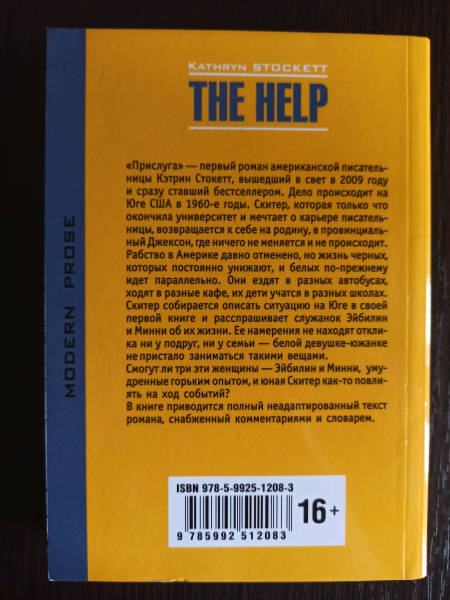 KATHRYN STOCKETT
THE HELP
«Прислуга» — первый роман американской писатель-
ницы Кэтрин Стокетт, вышедший в свет в 2009 году
и сразу ставший бестселлером. Дело происходит на
Юге США в 1960-е годы. Скитер, которая только что
окончила университет и мечтает о карьере писатель-
ницы, возвращается к себе на родину, в провинциаль-
ный Джексон, где ничего не меняется и не происходит.
Рабство в Америке давно отменено, но жизнь черных,
которых постоянно унижают, и белых по-прежнему
идет параллельно. Они ездят в разных автобусах,
ходят в разные кафе, их дети учатся в разных школах.
Скитер собирается описать ситуацию на Юге в своей
первой книге и расспрашивает служанок Эйбилин
и Минни об их жизни. Ее намерения не находят откли-
ка ни у подруг, ни у семьи — белой девушке-южанке
не пристало заниматься такими вещами.
Смогут ли три эти женщины — Эйбилин и Минни, уму-
дренные горьким опытом, и юная Скитер как-то повли-
ять на ход событий?
В книге приводится полный неадаптированный текст
романа, снабженный комментариями и словарем.
MODERN PROSE
ISBN 978-5-9925-1208-3
9 785992 512083
16+